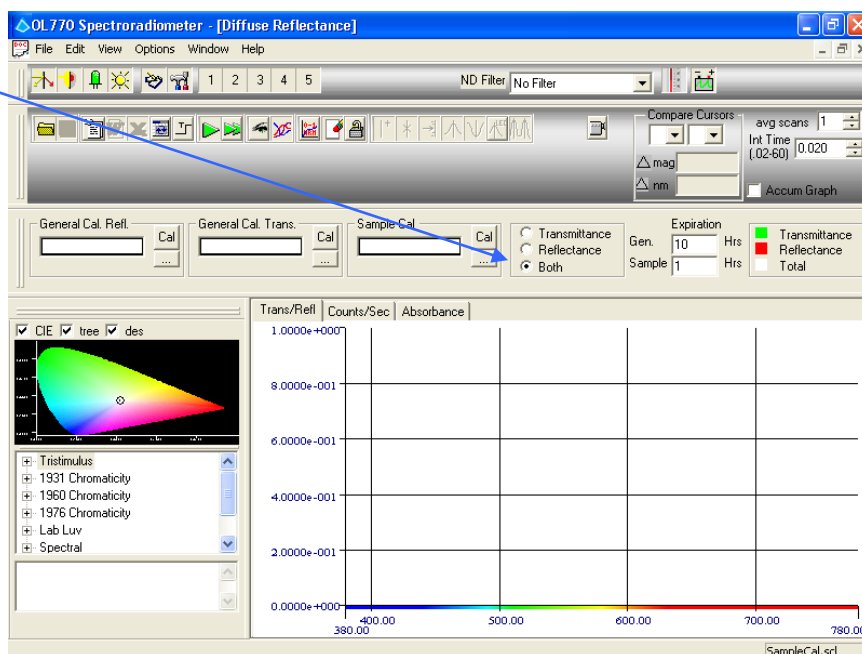 OL770 Spectroradiometer - [Diffuse Reflectance]
File Edit View Options Window Help
1 2 3 4 5 ND Filter No Filter
Compare Cursors
avg scans 1
Int Time
(.02-60) 0.020
mag
nm
Accum Graph
General Cal. Refl. General Cal. Trans. Sample Cal
Cal Cal Cal
... ... ...
Transmittance
Reflectance
Both
Expiration
Gen. 10 Hrs
Sample 1 Hrs
Transmittance
Reflectance
Total
CIE tree des
Tristimulus
1931 Chromaticity
1960 Chromaticity
1976 Chromaticity
Lab Luv
Spectral
Trans/Refl Counts/Sec Absorbance
1.0000e+000
8.0000e-001
6.0000e-001
4.0000e-001
2.0000e-001
0.0000e+000
400.00 500.00 600.00 700.00
380.00 780.00
SampleCal.scl